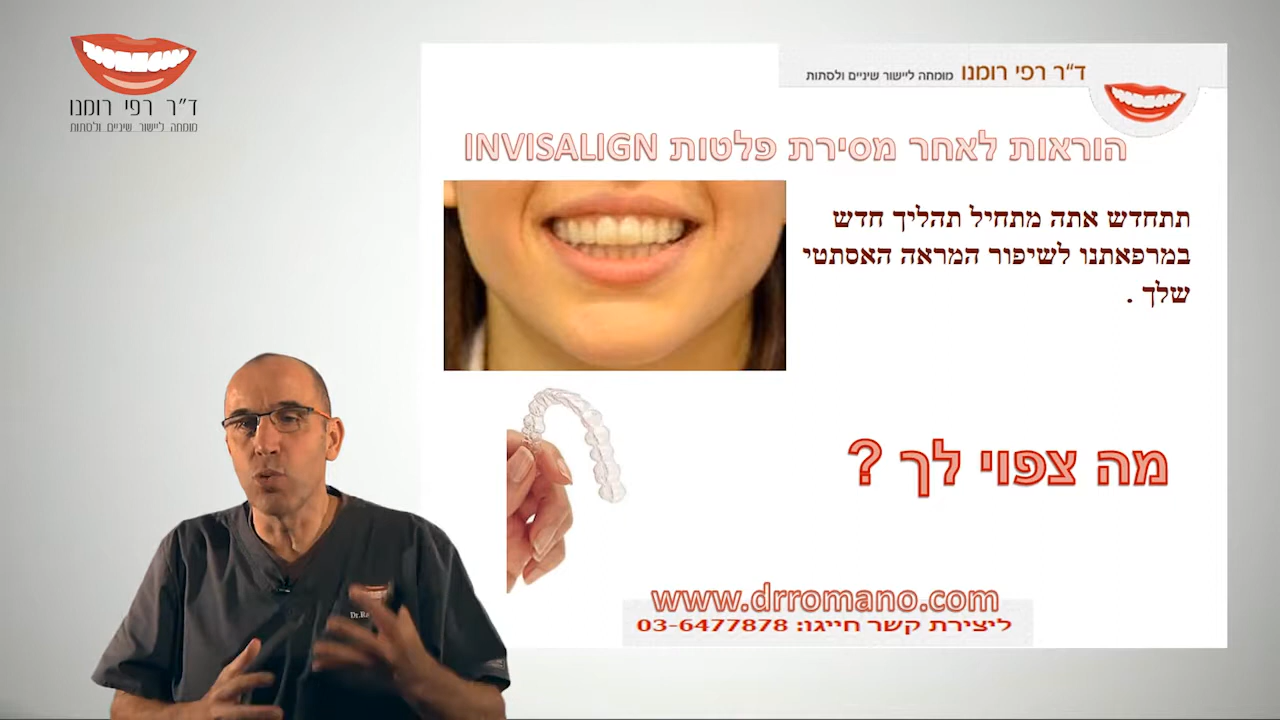 ד"ר רפי רומנו
מומחה ליישור שיניים ולסתות
ד"ר רפי רומנו מומחה ליישור שיניים ולסתות
הוראות לאחר מסירת פלטות INVISALIGN
תתחדש אתה מתחיל תהליך חדש
במרפאתנו לשיפור המראה האסתטי
שלך .
מה צפוי לך ?
www.drromano.com
ליצירת קשר חייגו: 03-6477878
Dr.